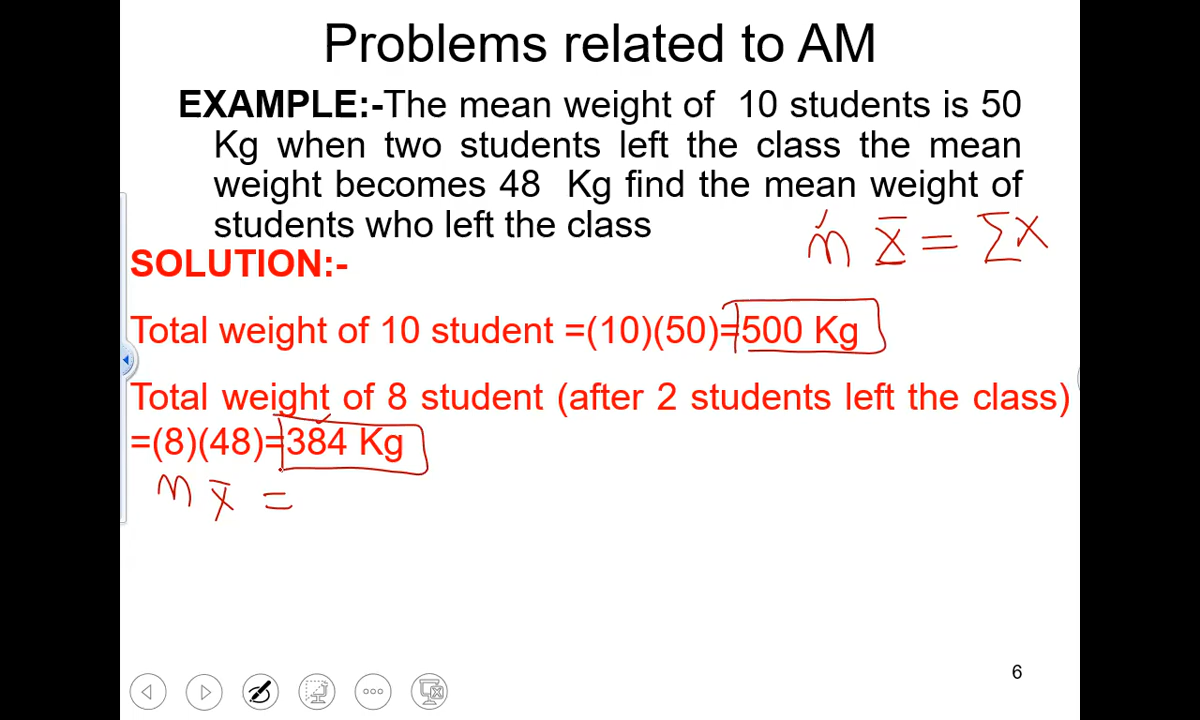 Problems related to AM
EXAMPLE:-The mean weight of 10 students is 50
Kg when two students left the class the mean
weight becomes 48 Kg find the mean weight of
students who left the class
n x̄ = Σx
SOLUTION:-
Total weight of 10 student =(10)(50)=500 Kg
Total weight of 8 student (after 2 students left the class)
=(8)(48)=384 Kg
n x̄ =
6